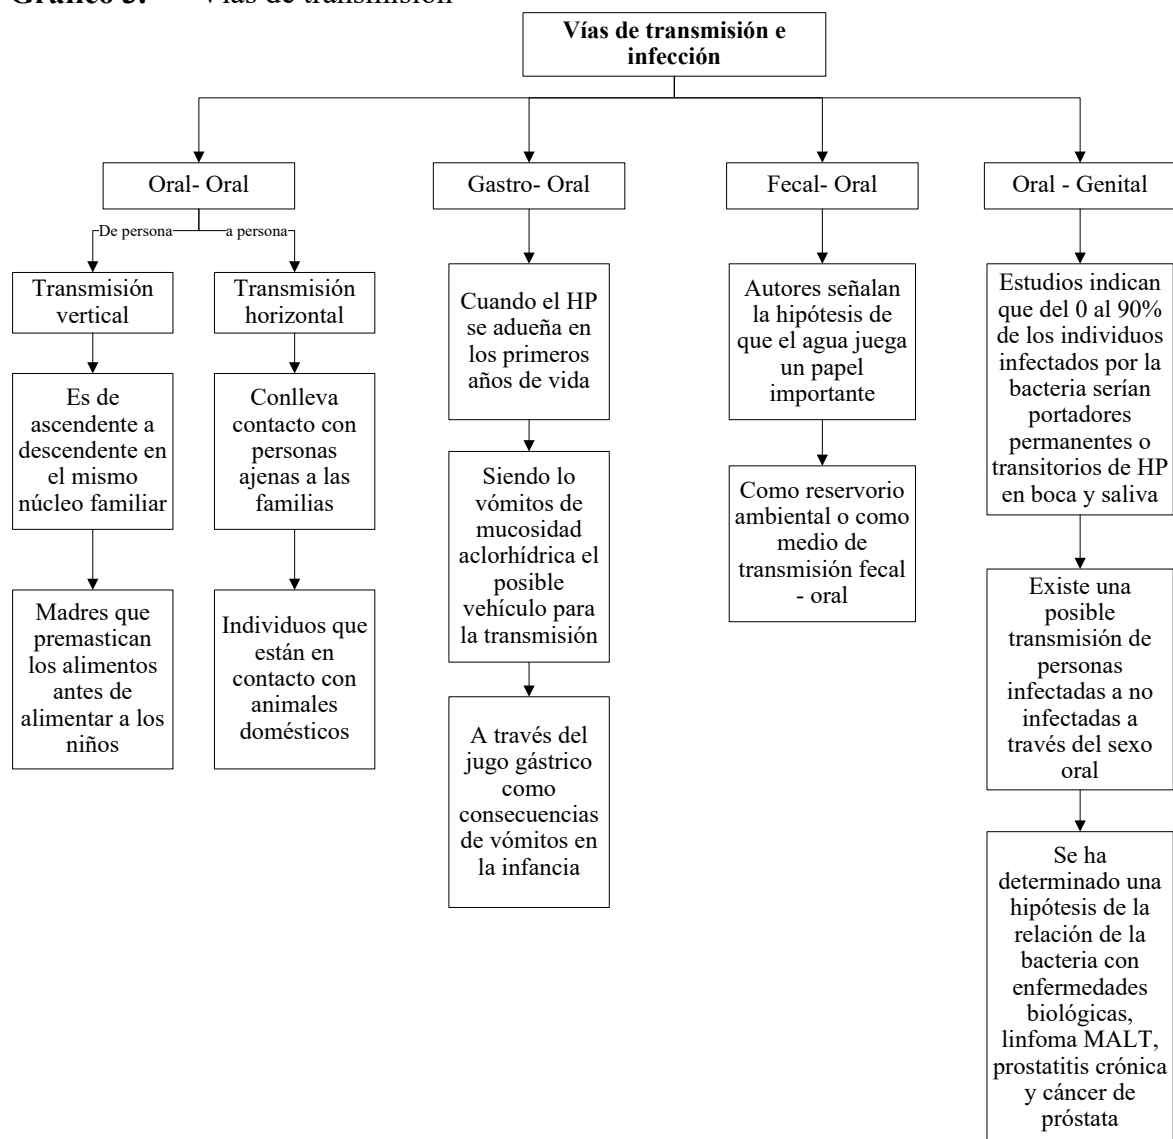 Gráfico 3. Vías de transmisión
Vías de transmisión e
infección
Oral- Oral
Gastro- Oral
Fecal- Oral
Oral - Genital
De persona
a persona
Transmisión
vertical
Transmisión
horizontal
Es de
ascendente a
descendente en
el mismo
núcleo familiar
Conlleva
contacto con
personas
ajenas a las
familias
Madres que
premastican
los alimentos
antes de
alimentar a los
niños
Individuos que
están en
contacto con
animales
domésticos
Cuando el HP
se adueña en
los primeros
años de vida
Siendo lo
vómitos de
mucosidad
aclorhídrica el
posible
vehículo para
la transmisión
A través del
jugo gástrico
como
consecuencias
de vómitos en
la infancia
Autores señalan
la hipótesis de
que el agua juega
un papel
importante
Como reservorio
ambiental o como
medio de
transmisión fecal
- oral
Estudios indican
que del 0 al 90%
de los individuos
infectados por la
bacteria serían
portadores
permanentes o
transitorios de HP
en boca y saliva
Existe una
posible
transmisión de
personas
infectadas a no
infectadas a
través del sexo
oral
Se ha
determinado una
hipótesis de la
relación de la
bacteria con
enfermedades
biológicas,
linfoma MALT,
prostatitis crónica
y cáncer de
próstata